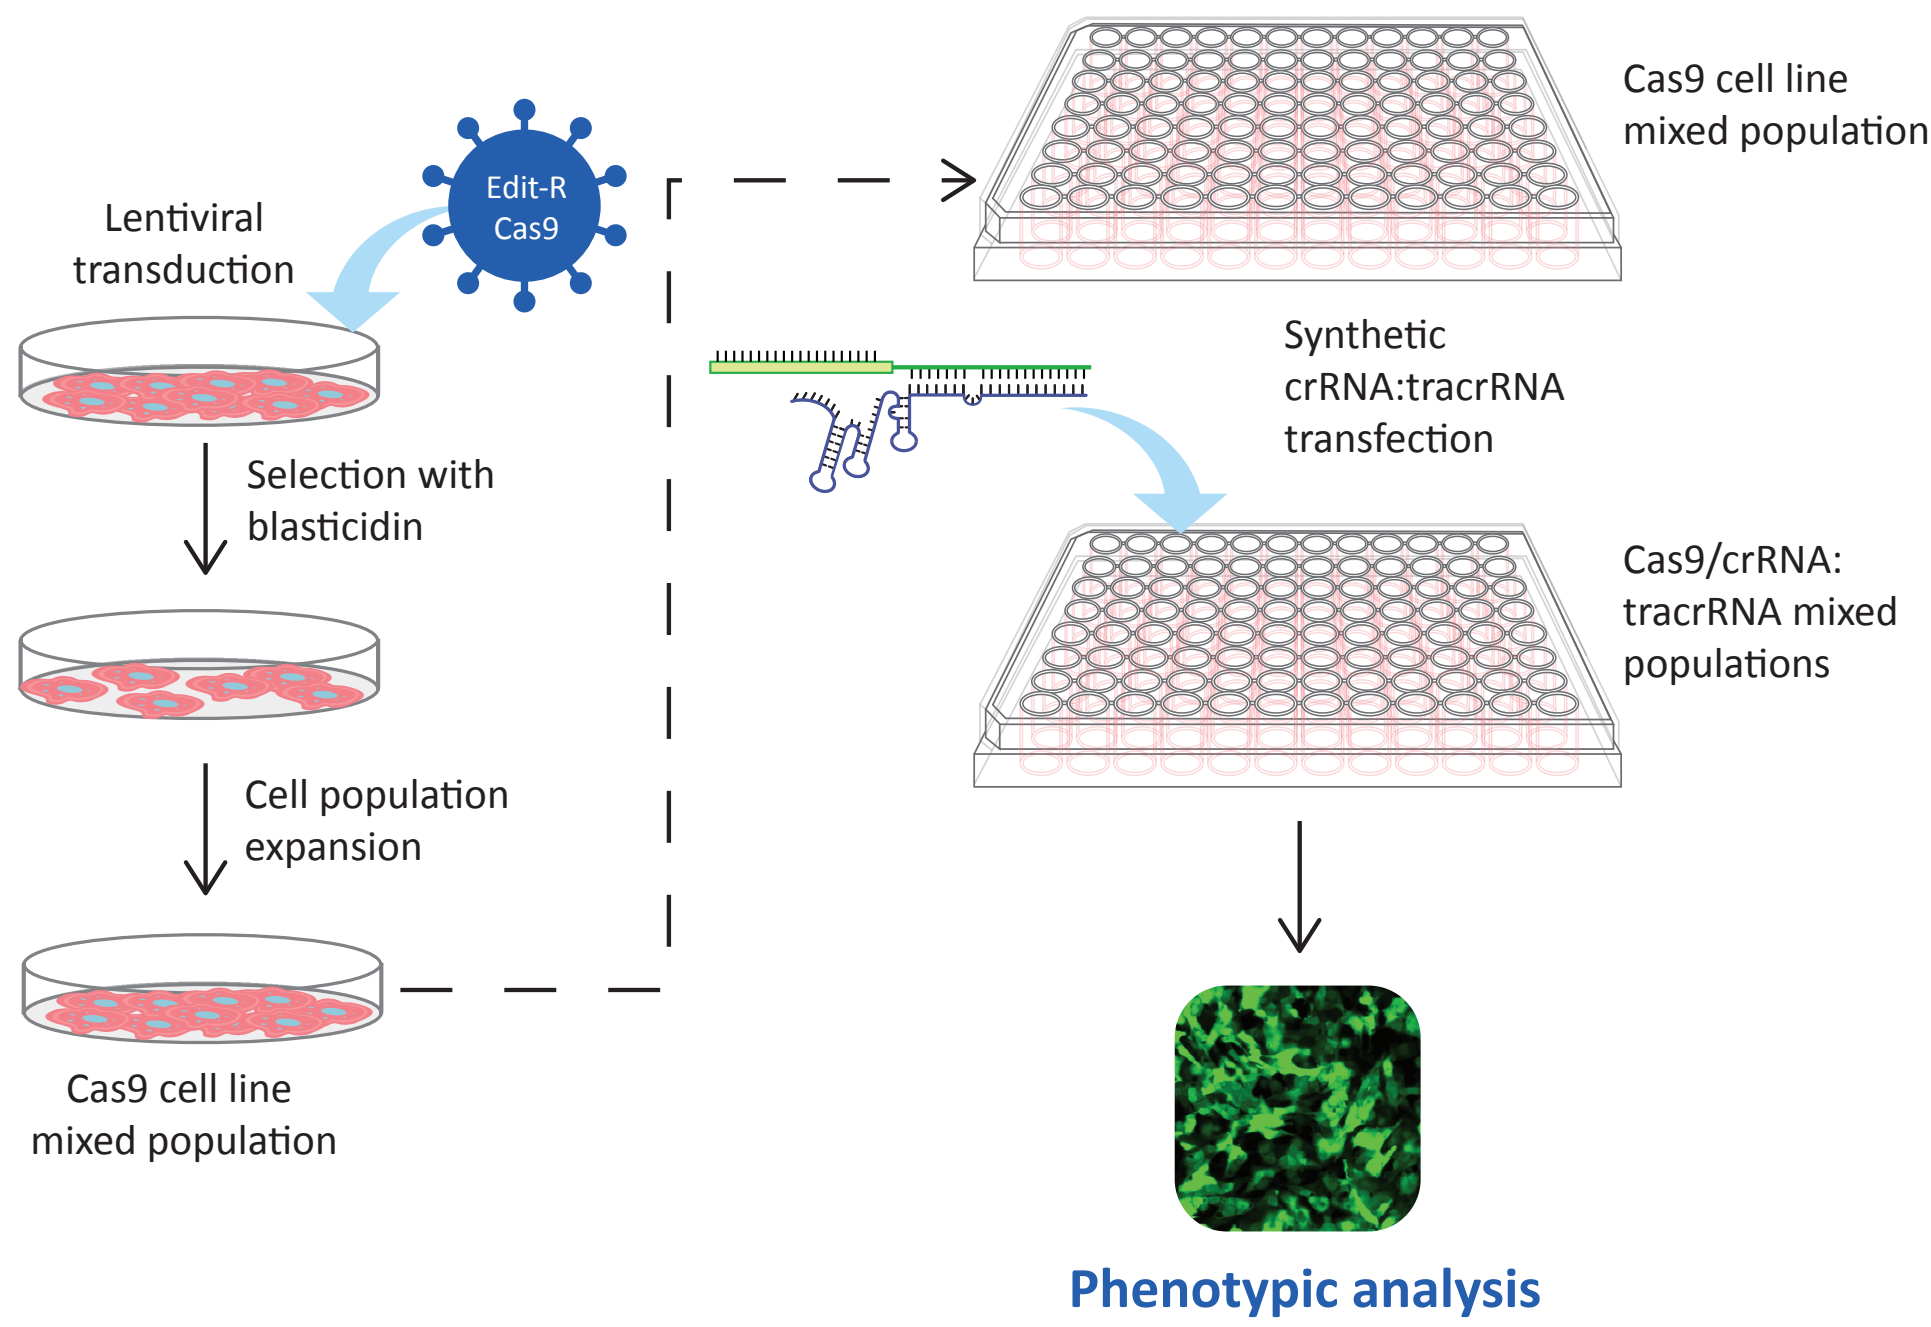 Edit-R
Cas9
Lentiviral
transduction
Selection with
blasticidin
Cell population
expansion
Cas9 cell line
mixed population
Cas9 cell line
mixed population
Synthetic
crRNA:tracrRNA
transfection
Cas9/crRNA:
tracrRNA mixed
populations
Phenotypic analysis